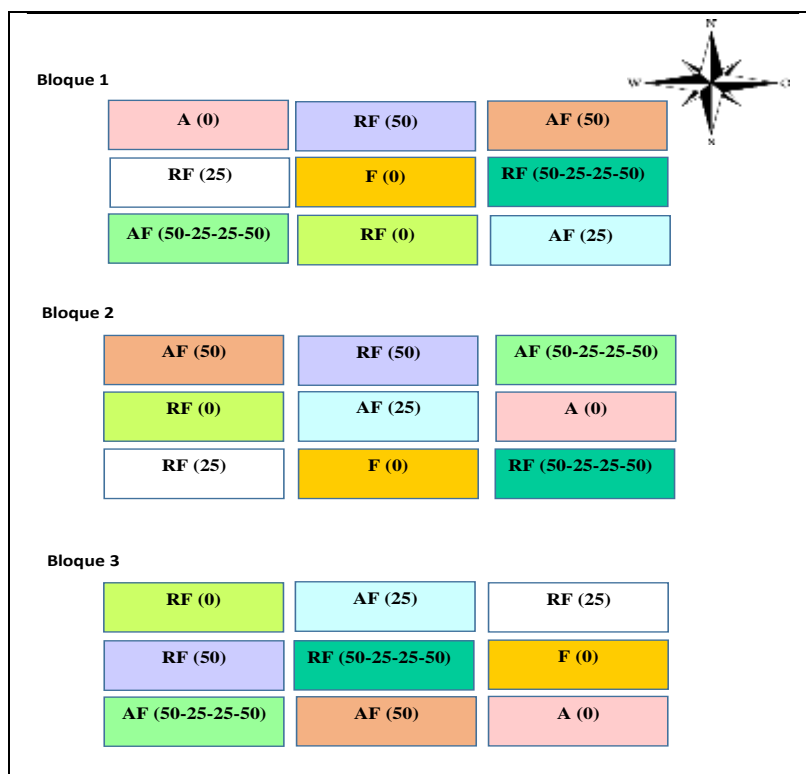 N
Bloque 1
W
O
A (0)
RF (50)
AF (50)
RF (25)
F (0)
RF (50-25-25-50)
AF (50-25-25-50)
RF (0)
AF (25)
Bloque 2
AF (50)
RF (50)
AF (50-25-25-50)
RF (0)
AF (25)
A (0)
RF (25)
F (0)
RF (50-25-25-50)
Bloque 3
RF (0)
AF (25)
RF (25)
RF (50)
RF (50-25-25-50)
F (0)
AF (50-25-25-50)
AF (50)
A (0)